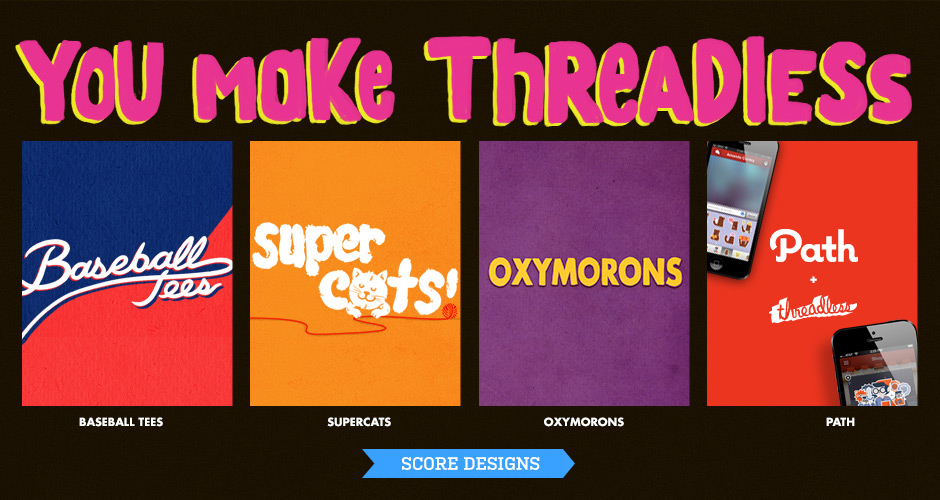 YOU MAKE THREADLESS
Baseball
Tees
super
cats!
OXYMORONS
Path
+
threadless
BASEBALL TEES
SUPERCATS
OXYMORONS
PATH
SCORE DESIGNS